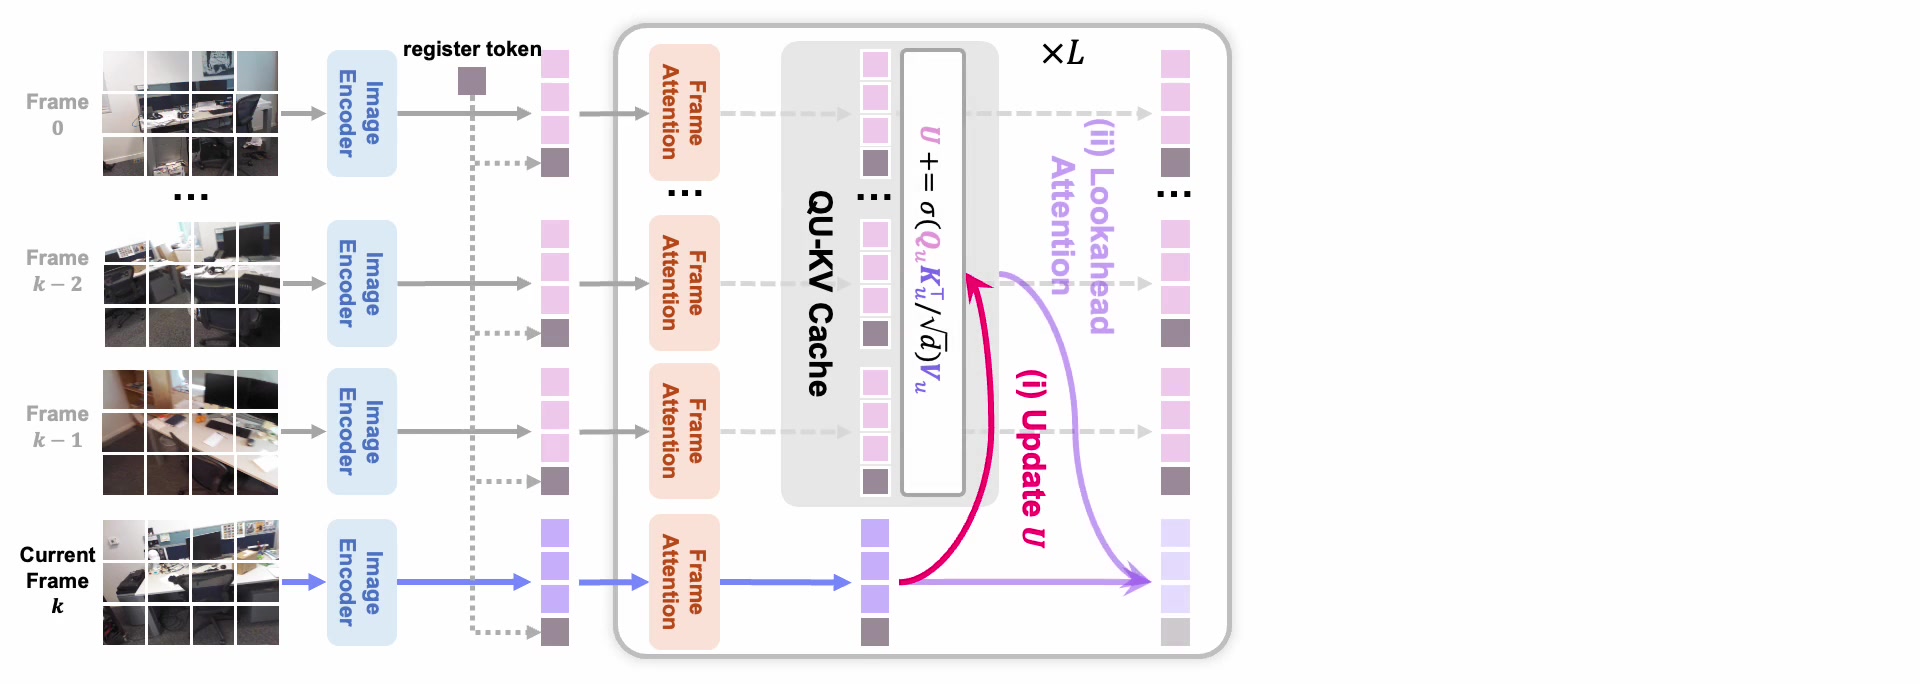 register token
×L
Frame
0
Image
Encoder
Frame
Attention
...
...
...
...
Frame
k − 2
Image
Encoder
Frame
Attention
QU-KV Cache
U += σ(QᵤKᵤ⊤/√d)Vᵤ
(ii) Lookahead
Attention
Frame
k − 1
Image
Encoder
Frame
Attention
(i) Update U
Current
Frame
k
Image
Encoder
Frame
Attention